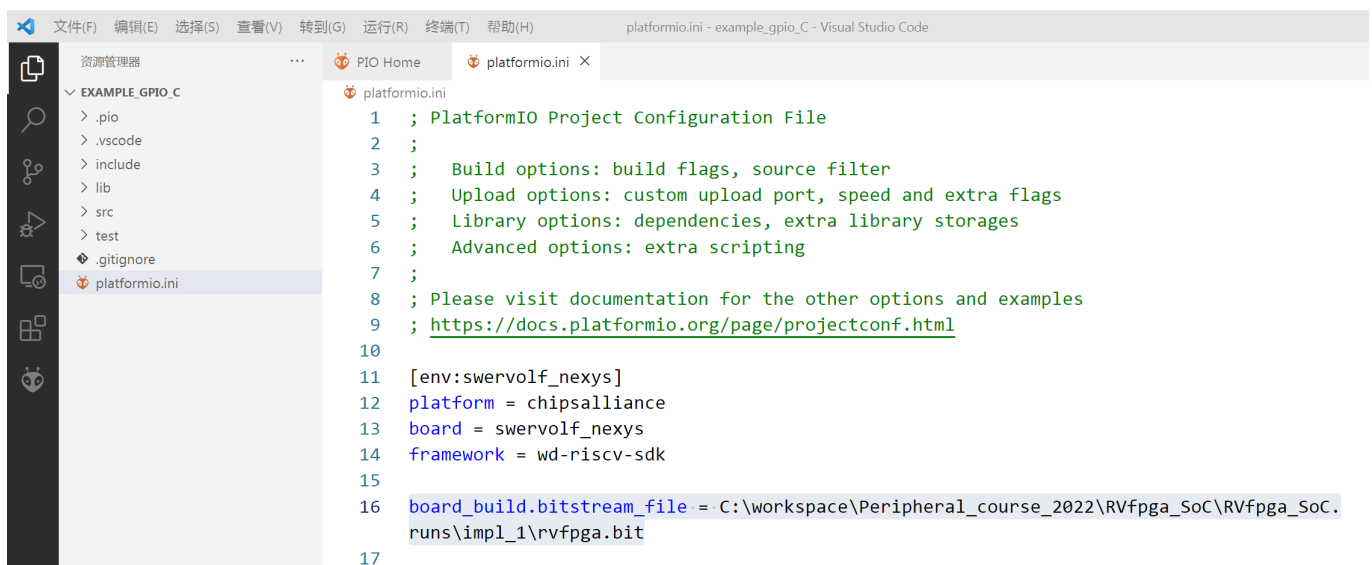 文件(F) 编辑(E) 选择(S) 查看(V) 转到(G) 运行(R) 终端(T) 帮助(H) platformio.ini - example_gpio_C - Visual Studio Code
资源管理器 ··· PIO Home platformio.ini ×
EXAMPLE_GPIO_C
.pio
.vscode
include
lib
src
test
.gitignore
platformio.ini
platformio.ini
1 ; PlatformIO Project Configuration File
2 ;
3 ;   Build options: build flags, source filter
4 ;   Upload options: custom upload port, speed and extra flags
5 ;   Library options: dependencies, extra library storages
6 ;   Advanced options: extra scripting
7 ;
8 ; Please visit documentation for the other options and examples
9 ; https://docs.platformio.org/page/projectconf.html
10
11 [env:swervolf_nexys]
12 platform = chipsalliance
13 board = swervolf_nexys
14 framework = wd-riscv-sdk
15
16 board_build.bitstream_file = C:\workspace\Peripheral_course_2022\RVfpga_SoC\RVfpga_SoC.
runs\impl_1\rvfpga.bit
17